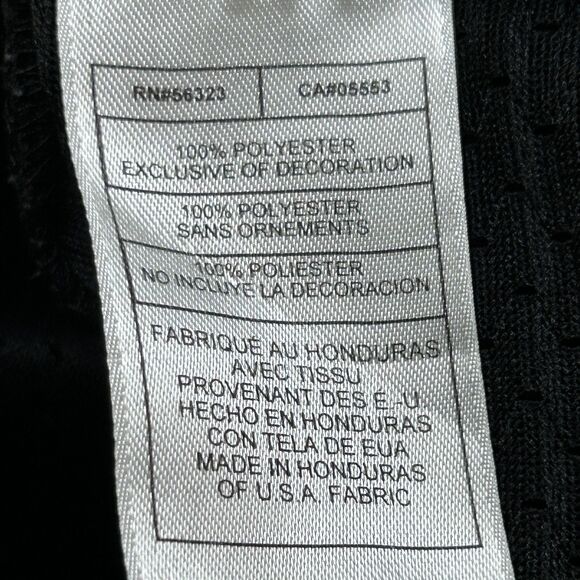 RN#56323 CA#05553
100% POLYESTER
EXCLUSIVE OF DECORATION
100% POLYESTER
SANS ORNEMENTS
100% POLIESTER
NO INCLUYE LA DECORACION
FABRIQUE AU HONDURAS
AVEC TISSU
PROVENANT DES E.-U.
HECHO EN HONDURAS
CON TELA DE EUA
MADE IN HONDURAS
OF U.S.A. FABRIC